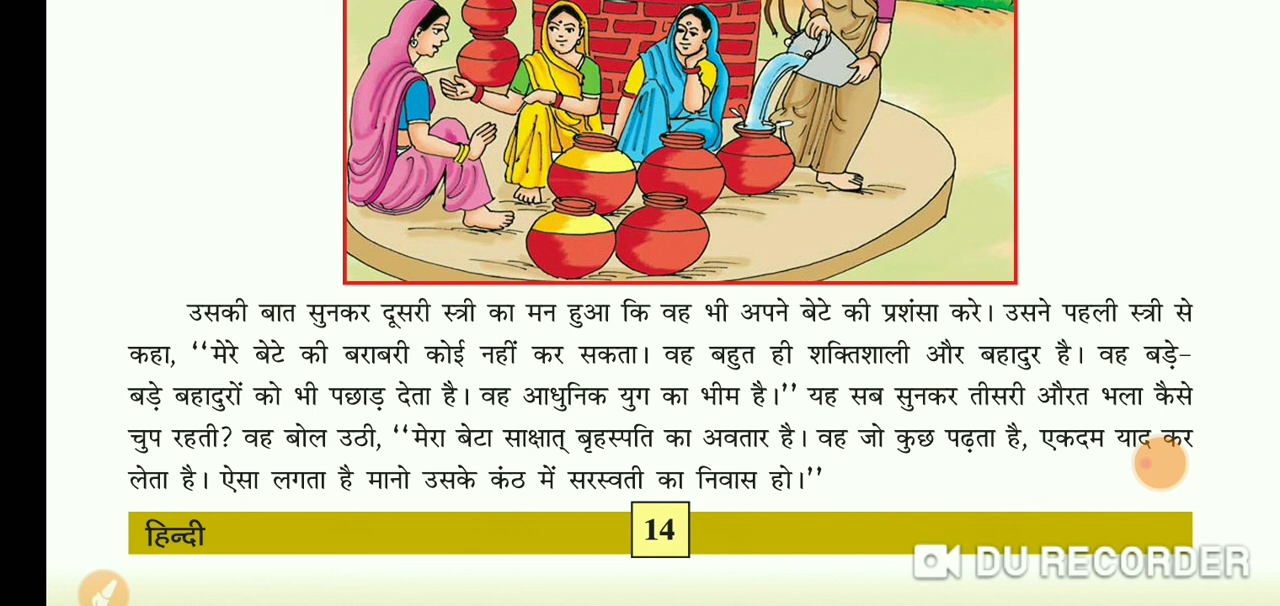 उसकी बात सुनकर दूसरी स्त्री का मन हुआ कि वह भी अपने बेटे की प्रशंसा करे। उसने पहली स्त्री से
कहा, ‘‘मेरे बेटे की बराबरी कोई नहीं कर सकता। वह बहुत ही शक्तिशाली और बहादुर है। वह बड़े-
बड़े बहादुरों को भी पछाड़ देता है। वह आधुनिक युग का भीम है।’’ यह सब सुनकर तीसरी औरत भला कैसे
चुप रहती? वह बोल उठी, ‘‘मेरा बेटा साक्षात् बृहस्पति का अवतार है। वह जो कुछ पढ़ता है, एकदम याद कर
लेता है। ऐसा लगता है मानो उसके कंठ में सरस्वती का निवास हो।’’
हिन्दी
14
DU RECORDER